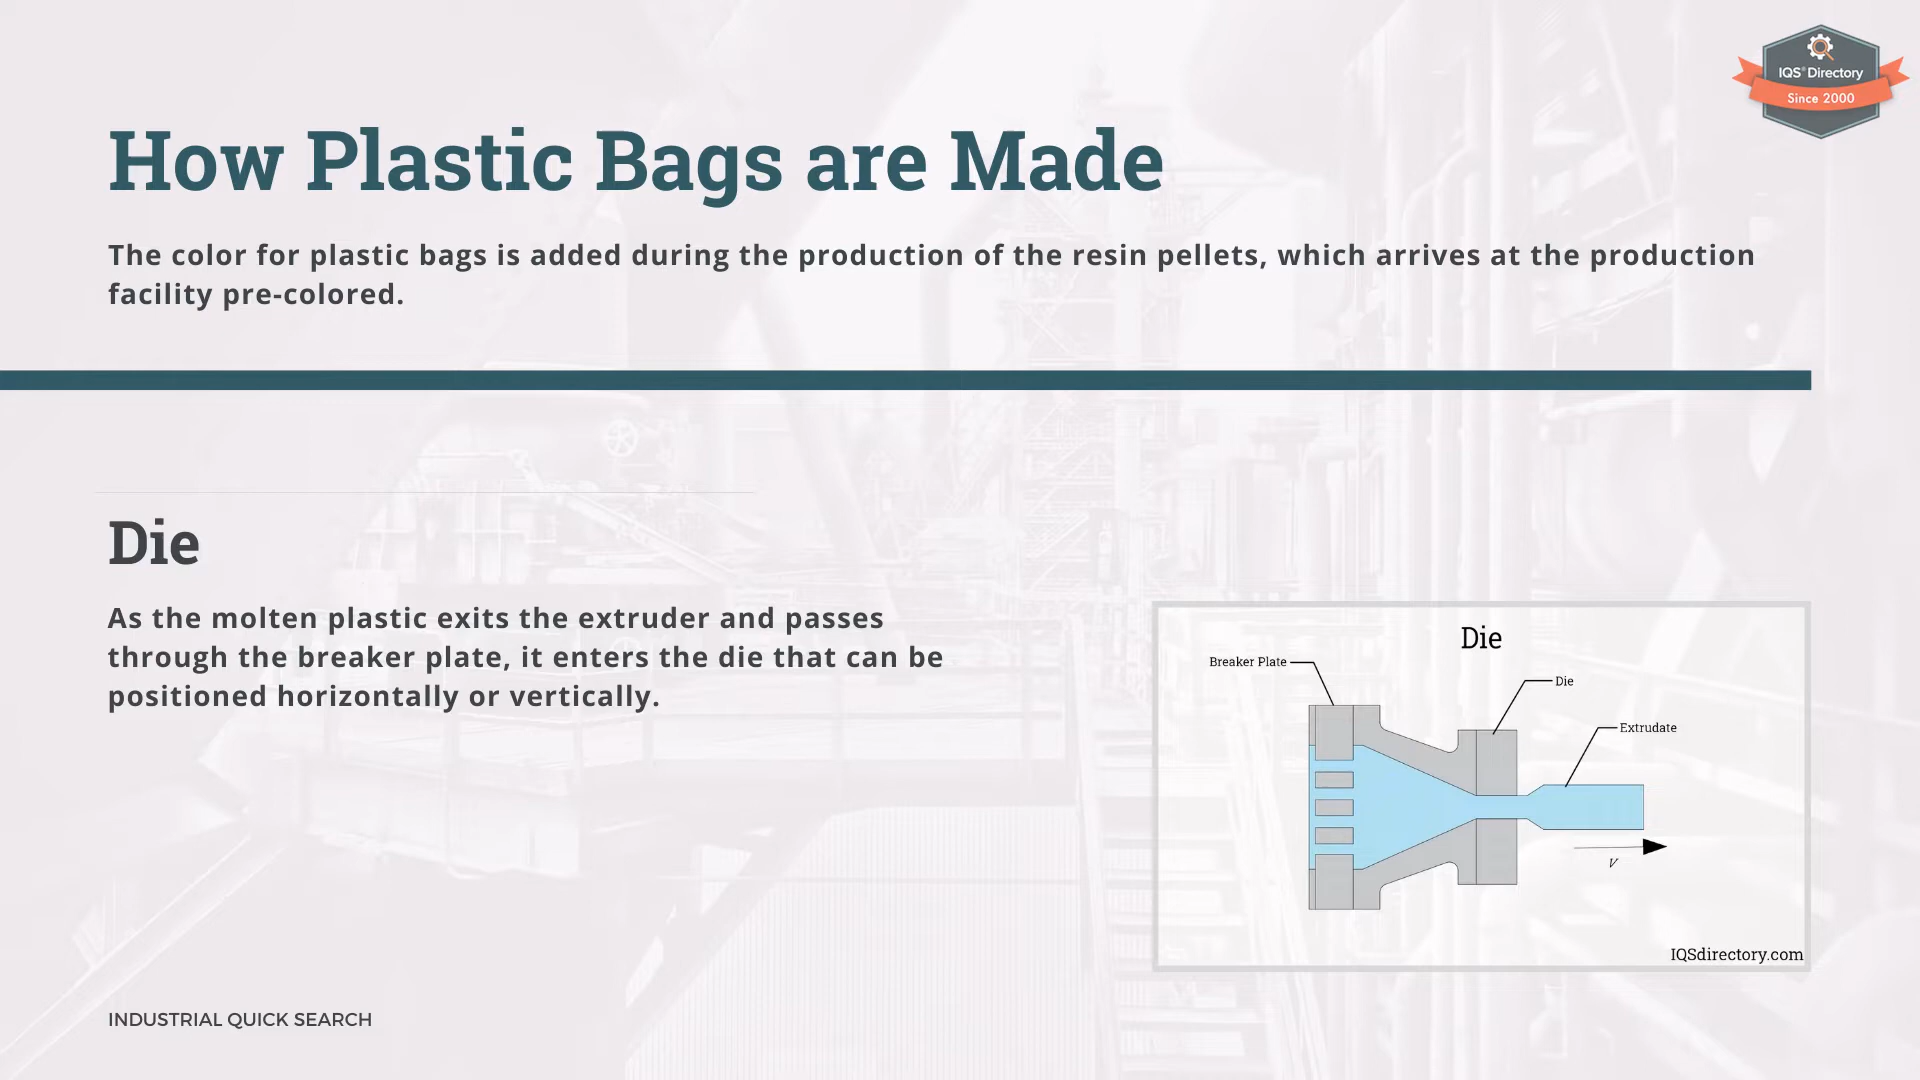 IQS® Directory
Since 2000
How Plastic Bags are Made
The color for plastic bags is added during the production of the resin pellets, which arrives at the production
facility pre-colored.
Die
As the molten plastic exits the extruder and passes
through the breaker plate, it enters the die that can be
positioned horizontally or vertically.
Die
Breaker Plate
Die
Extrudate
V
IQSdirectory.com
INDUSTRIAL QUICK SEARCH